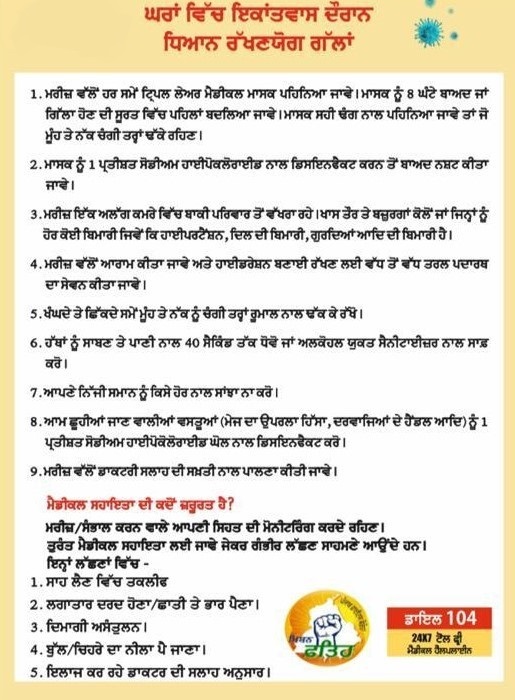 ਘਰਾਂ ਵਿੱਚ ਇਕਾਂਤਵਾਸ ਦੌਰਾਨ
ਧਿਆਨ ਰੱਖਣਯੋਗ ਗੱਲਾਂ
1. ਮਰੀਜ਼ ਵੱਲੋਂ ਹਰ ਸਮੇਂ ਟ੍ਰਿਪਲ ਲੇਅਰ ਮੈਡੀਕਲ ਮਾਸਕ ਪਹਿਨਿਆ ਜਾਵੇ। ਮਾਸਕ ਨੂੰ 8 ਘੰਟੇ ਬਾਅਦ ਜਾਂ
ਗਿੱਲਾ ਹੋਣ ਦੀ ਸੂਰਤ ਵਿੱਚ ਪਹਿਲਾਂ ਬਦਲਿਆ ਜਾਵੇ। ਮਾਸਕ ਸਹੀ ਢੰਗ ਨਾਲ ਪਹਿਨਿਆ ਜਾਵੇ ਤਾਂ ਜੋ
ਮੂੰਹ ਤੇ ਨੱਕ ਚੰਗੀ ਤਰ੍ਹਾਂ ਢੱਕੇ ਰਹਿਣ।
2. ਮਾਸਕ ਨੂੰ 1 ਪ੍ਰਤੀਸ਼ਤ ਸੋਡੀਅਮ ਹਾਈਪੋਕਲੋਰਾਈਡ ਨਾਲ ਡਿਸਇਨਫੈਕਟ ਕਰਨ ਤੋਂ ਬਾਅਦ ਨਸ਼ਟ ਕੀਤਾ
ਜਾਵੇ।
3. ਮਰੀਜ਼ ਇੱਕ ਅਲੱਗ ਕਮਰੇ ਵਿੱਚ ਬਾਕੀ ਪਰਿਵਾਰ ਤੋਂ ਵੱਖਰਾ ਰਹੇ। ਖਾਸ ਤੌਰ ਤੇ ਬਜ਼ੁਰਗਾਂ ਕੋਲੋਂ ਜਾਂ ਜਿਨ੍ਹਾਂ ਨੂੰ
ਹੋਰ ਕੋਈ ਬਿਮਾਰੀ ਜਿਵੇਂ ਕਿ ਹਾਈਪਰਟੈਂਸ਼ਨ, ਦਿਲ ਦੀ ਬਿਮਾਰੀ, ਗੁਰਦਿਆਂ ਆਦਿ ਦੀ ਬਿਮਾਰੀ ਹੈ।
4. ਮਰੀਜ਼ ਵੱਲੋਂ ਆਰਾਮ ਕੀਤਾ ਜਾਵੇ ਅਤੇ ਹਾਈਡਰੇਸ਼ਨ ਬਣਾਈ ਰੱਖਣ ਲਈ ਵੱਧ ਤੋਂ ਵੱਧ ਤਰਲ ਪਦਾਰਥ
ਦਾ ਸੇਵਨ ਕੀਤਾ ਜਾਵੇ।
5. ਖੰਘਦੇ ਤੇ ਛਿੱਕਦੇ ਸਮੇਂ ਮੂੰਹ ਤੇ ਨੱਕ ਨੂੰ ਚੰਗੀ ਤਰ੍ਹਾਂ ਰੁਮਾਲ ਨਾਲ ਢੱਕ ਕੇ ਰੱਖੋ।
6. ਹੱਥਾਂ ਨੂੰ ਸਾਬਣ ਤੇ ਪਾਣੀ ਨਾਲ 40 ਸੈਕਿੰਡ ਤੱਕ ਧੋਵੋ ਜਾਂ ਅਲਕੋਹਲ ਯੁਕਤ ਸੈਨੀਟਾਈਜ਼ਰ ਨਾਲ ਸਾਫ਼
ਕਰੋ।
7. ਆਪਣੇ ਨਿੱਜੀ ਸਮਾਨ ਨੂੰ ਕਿਸੇ ਹੋਰ ਨਾਲ ਸਾਂਝਾ ਨਾ ਕਰੋ।
8. ਆਮ ਛੂਹੀਆਂ ਜਾਣ ਵਾਲੀਆਂ ਵਸਤੂਆਂ (ਮੇਜ ਦਾ ਉਪਰਲਾ ਹਿੱਸਾ, ਦਰਵਾਜ਼ਿਆਂ ਦੇ ਹੈਂਡਲ ਆਦਿ) ਨੂੰ 1
ਪ੍ਰਤੀਸ਼ਤ ਸੋਡੀਅਮ ਹਾਈਪੋਕੋਲੋਰਾਈਡ ਘੋਲ ਨਾਲ ਡਿਸਇਨਫੈਕਟ ਕਰੋ।
9. ਮਰੀਜ਼ ਵੱਲੋਂ ਡਾਕਟਰੀ ਸਲਾਹ ਦੀ ਸਖ਼ਤੀ ਨਾਲ ਪਾਲਣਾ ਕੀਤੀ ਜਾਵੇ।
ਮੈਡੀਕਲ ਸਹਾਇਤਾ ਦੀ ਕਦੋਂ ਜ਼ਰੂਰਤ ਹੈ?
ਮਰੀਜ਼/ਸੰਭਾਲ ਕਰਨ ਵਾਲੇ ਆਪਣੀ ਸਿਹਤ ਦੀ ਮੋਨੀਟਰਿੰਗ ਕਰਦੇ ਰਹਿਣ।
ਤੁਰੰਤ ਮੈਡੀਕਲ ਸਹਾਇਤਾ ਲਈ ਜਾਵੇ ਜੇਕਰ ਗੰਭੀਰ ਲੱਛਣ ਸਾਹਮਣੇ ਆਉਂਦੇ ਹਨ।
ਇਨ੍ਹਾਂ ਲੱਛਣਾਂ ਵਿੱਚ -
1. ਸਾਹ ਲੈਣ ਵਿੱਚ ਤਕਲੀਫ
2. ਲਗਾਤਾਰ ਦਰਦ ਹੋਣਾ/ਛਾਤੀ ਤੇ ਭਾਰ ਪੈਣਾ।
3. ਦਿਮਾਗੀ ਅਸੰਤੁਲਨ।
4. ਬੁੱਲ/ਚਿਹਰੇ ਦਾ ਨੀਲਾ ਪੈ ਜਾਣਾ।
5. ਇਲਾਜ ਕਰ ਰਹੇ ਡਾਕਟਰ ਦੀ ਸਲਾਹ ਅਨੁਸਾਰ।
ਮਿਸ਼ਨ
ਫਤਿਹ
ਡਾਇਲ 104
24X7 ਟੋਲ ਫ੍ਰੀ
ਮੈਡੀਕਲ ਹੈਲਪਲਾਈਨ